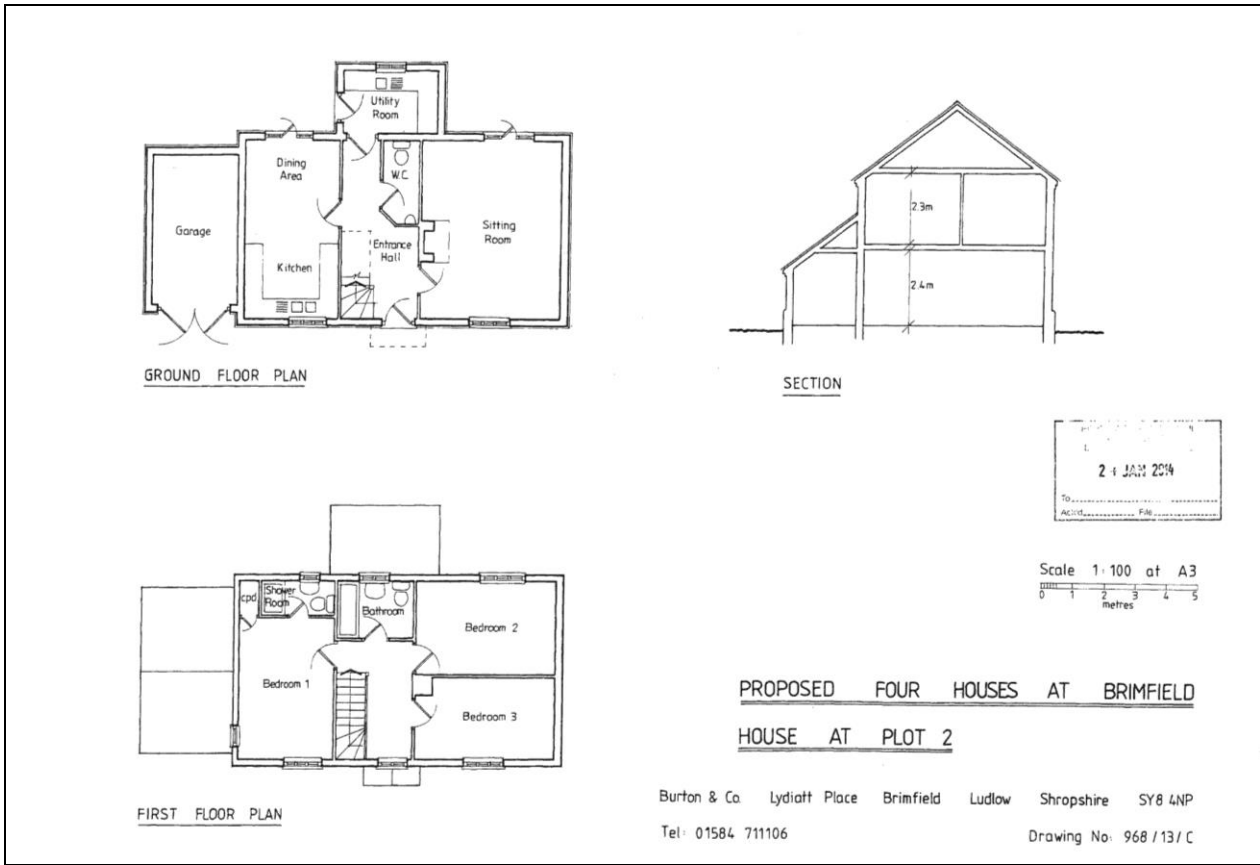 Utility
Room
Dining
Area
W.C.
Garage
Sitting
Room
Entrance
Hall
Kitchen
GROUND FLOOR PLAN
2.3m
2.4m
SECTION
JAN 2014
To
Ack'd File
Scale 1:100 at A3
0 1 2 3 4 5
metres
cpd
Shower
Room
Bathroom
Bedroom 2
Bedroom 1
Bedroom 3
FIRST FLOOR PLAN
PROPOSED FOUR HOUSES AT BRIMFIELD
HOUSE AT PLOT 2
Burton & Co. Lydiatt Place Brimfield Ludlow Shropshire SY8 4NP
Tel: 01584 711106
Drawing No: 968/13/C